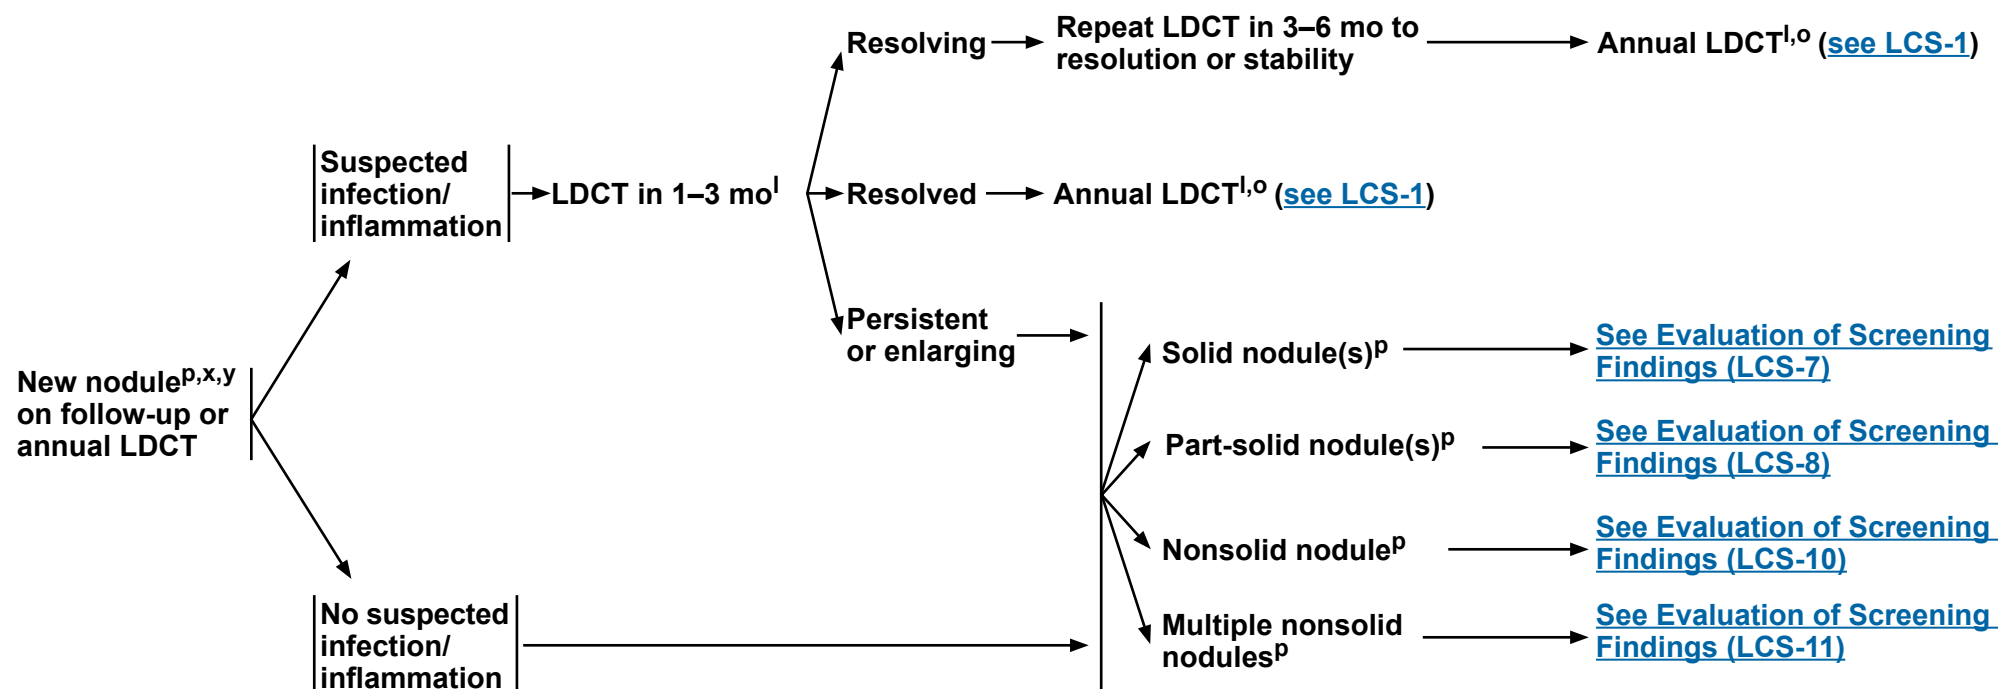 Resolving
Repeat LDCT in 3–6 mo to
resolution or stability
Annual LDCTl,o (see LCS-1)
Suspected
infection/
inflammation
LDCT in 1–3 mol
Resolved
Annual LDCTl,o (see LCS-1)
Persistent
or enlarging
New nodulep,x,y
on follow-up or
annual LDCT
Solid nodule(s)p
See Evaluation of Screening
Findings (LCS-7)
Part-solid nodule(s)p
See Evaluation of Screening
Findings (LCS-8)
Nonsolid nodulep
See Evaluation of Screening
Findings (LCS-10)
No suspected
infection/
inflammation
Multiple nonsolid
nodulesp
See Evaluation of Screening
Findings (LCS-11)